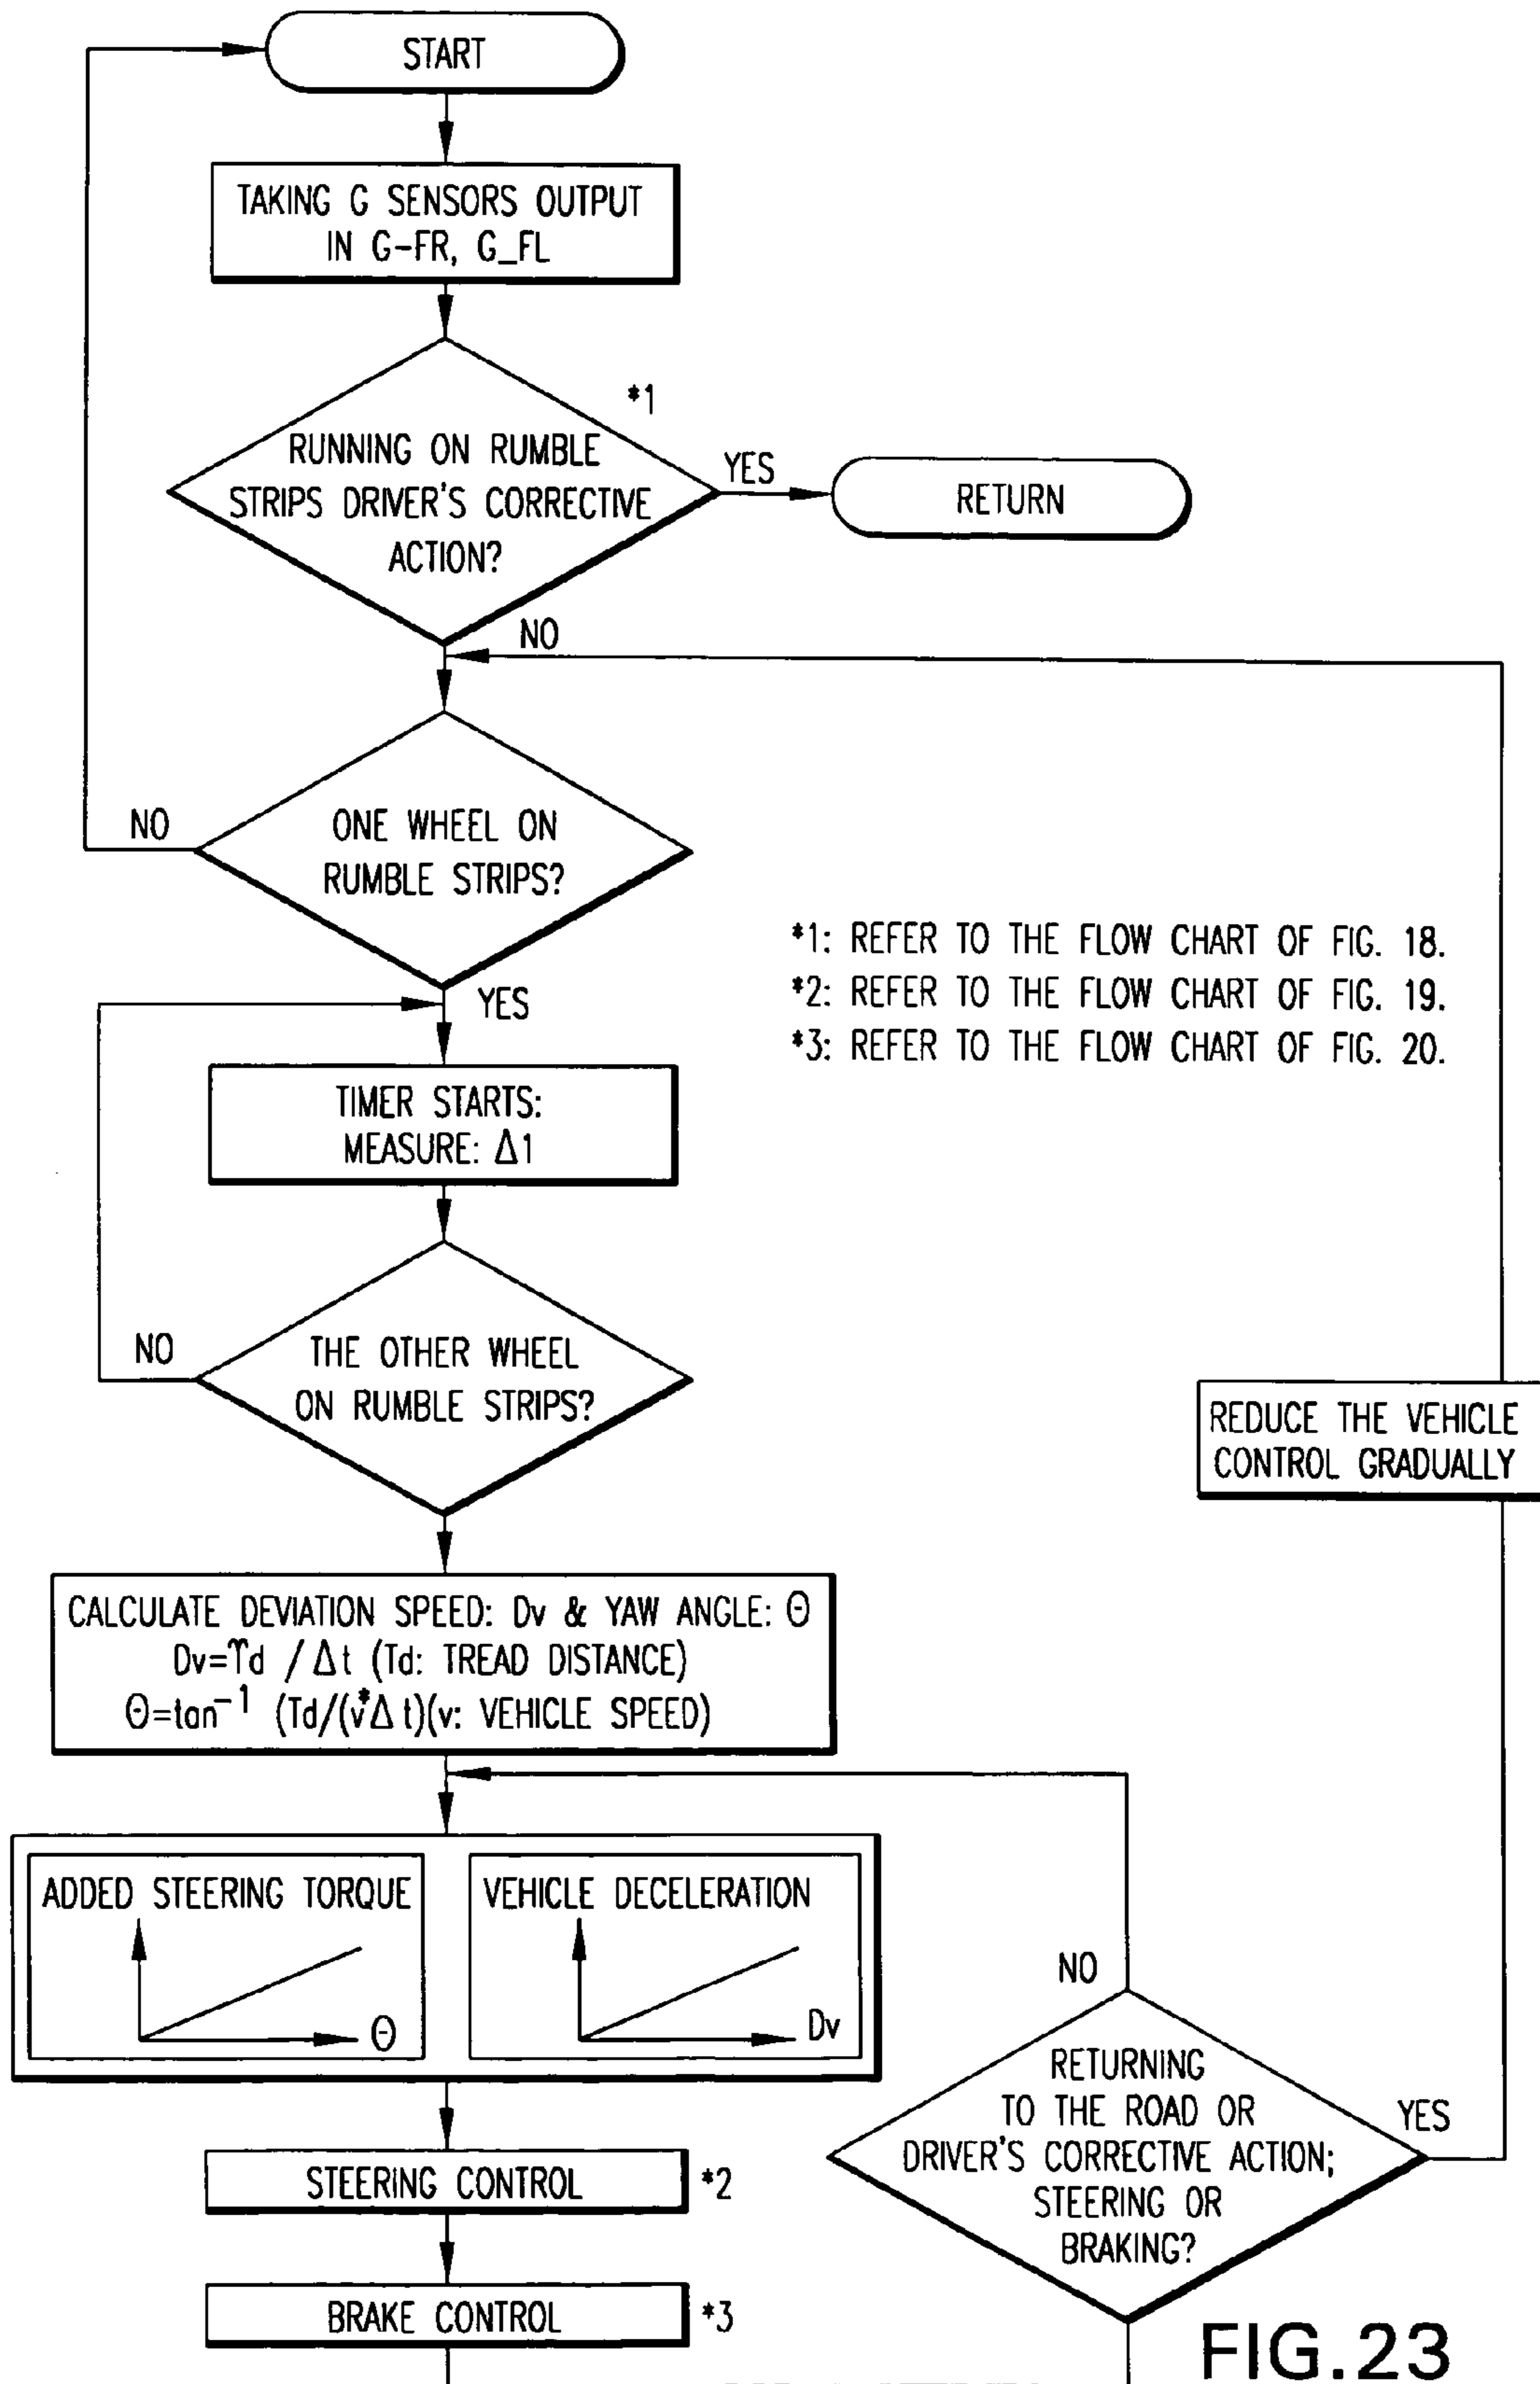 START
TAKING G SENSORS OUTPUT
IN G-FR, G_FL
*1
RUNNING ON RUMBLE
STRIPS DRIVER'S CORRECTIVE
ACTION?
YES
RETURN
NO
ONE WHEEL ON
RUMBLE STRIPS?
NO
YES
*1: REFER TO THE FLOW CHART OF FIG. 18.
*2: REFER TO THE FLOW CHART OF FIG. 19.
*3: REFER TO THE FLOW CHART OF FIG. 20.
TIMER STARTS:
MEASURE: Δ1
THE OTHER WHEEL
ON RUMBLE STRIPS?
NO
REDUCE THE VEHICLE
CONTROL GRADUALLY
CALCULATE DEVIATION SPEED: Dv & YAW ANGLE: Θ
Dv=Td /Δt (Td: TREAD DISTANCE)
Θ=tan⁻¹ (Td/(v*Δt)(v: VEHICLE SPEED)
ADDED STEERING TORQUE
Θ
VEHICLE DECELERATION
Dv
STEERING CONTROL *2
BRAKE CONTROL *3
NO
RETURNING
TO THE ROAD OR
DRIVER'S CORRECTIVE ACTION;
STEERING OR
BRAKING?
YES
FIG.23